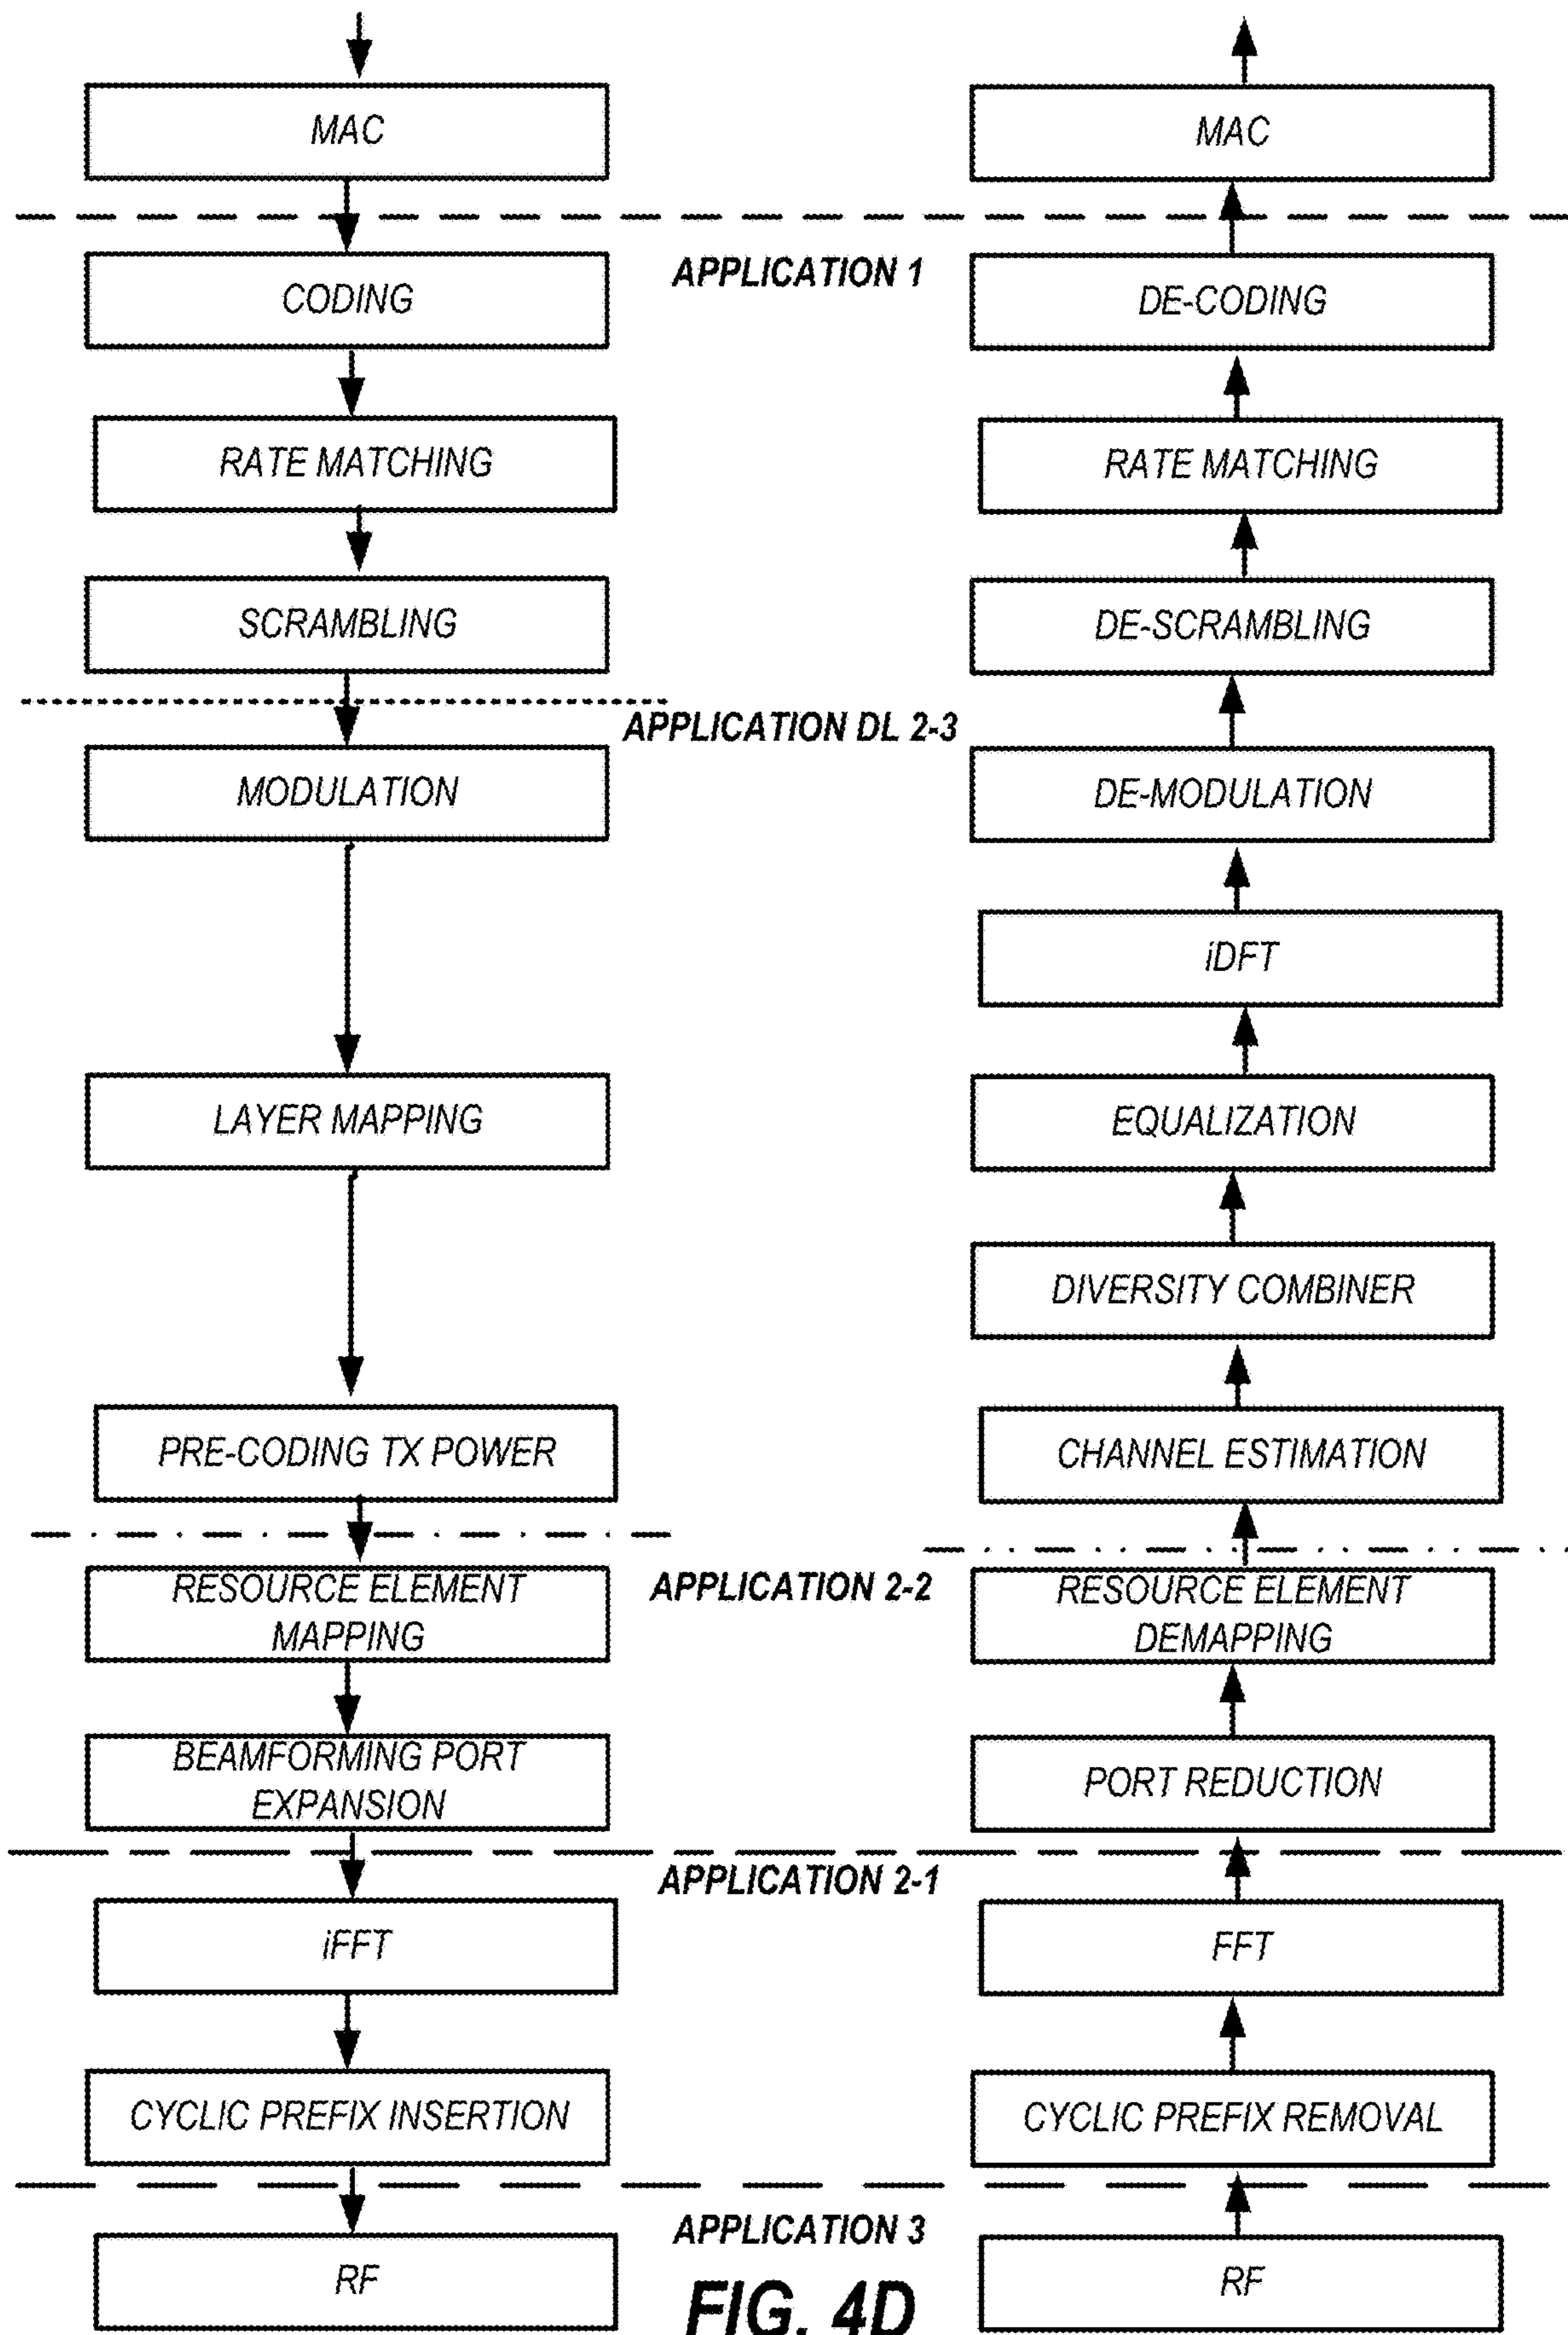 MAC
MAC
APPLICATION 1
CODING
DE-CODING
RATE MATCHING
RATE MATCHING
SCRAMBLING
DE-SCRAMBLING
APPLICATION DL 2-3
MODULATION
DE-MODULATION
iDFT
LAYER MAPPING
EQUALIZATION
DIVERSITY COMBINER
PRE-CODING TX POWER
CHANNEL ESTIMATION
RESOURCE ELEMENT
MAPPING
APPLICATION 2-2
RESOURCE ELEMENT
DEMAPPING
BEAMFORMING PORT
EXPANSION
PORT REDUCTION
APPLICATION 2-1
iFFT
FFT
CYCLIC PREFIX INSERTION
CYCLIC PREFIX REMOVAL
APPLICATION 3
RF
RF
FIG. 4D